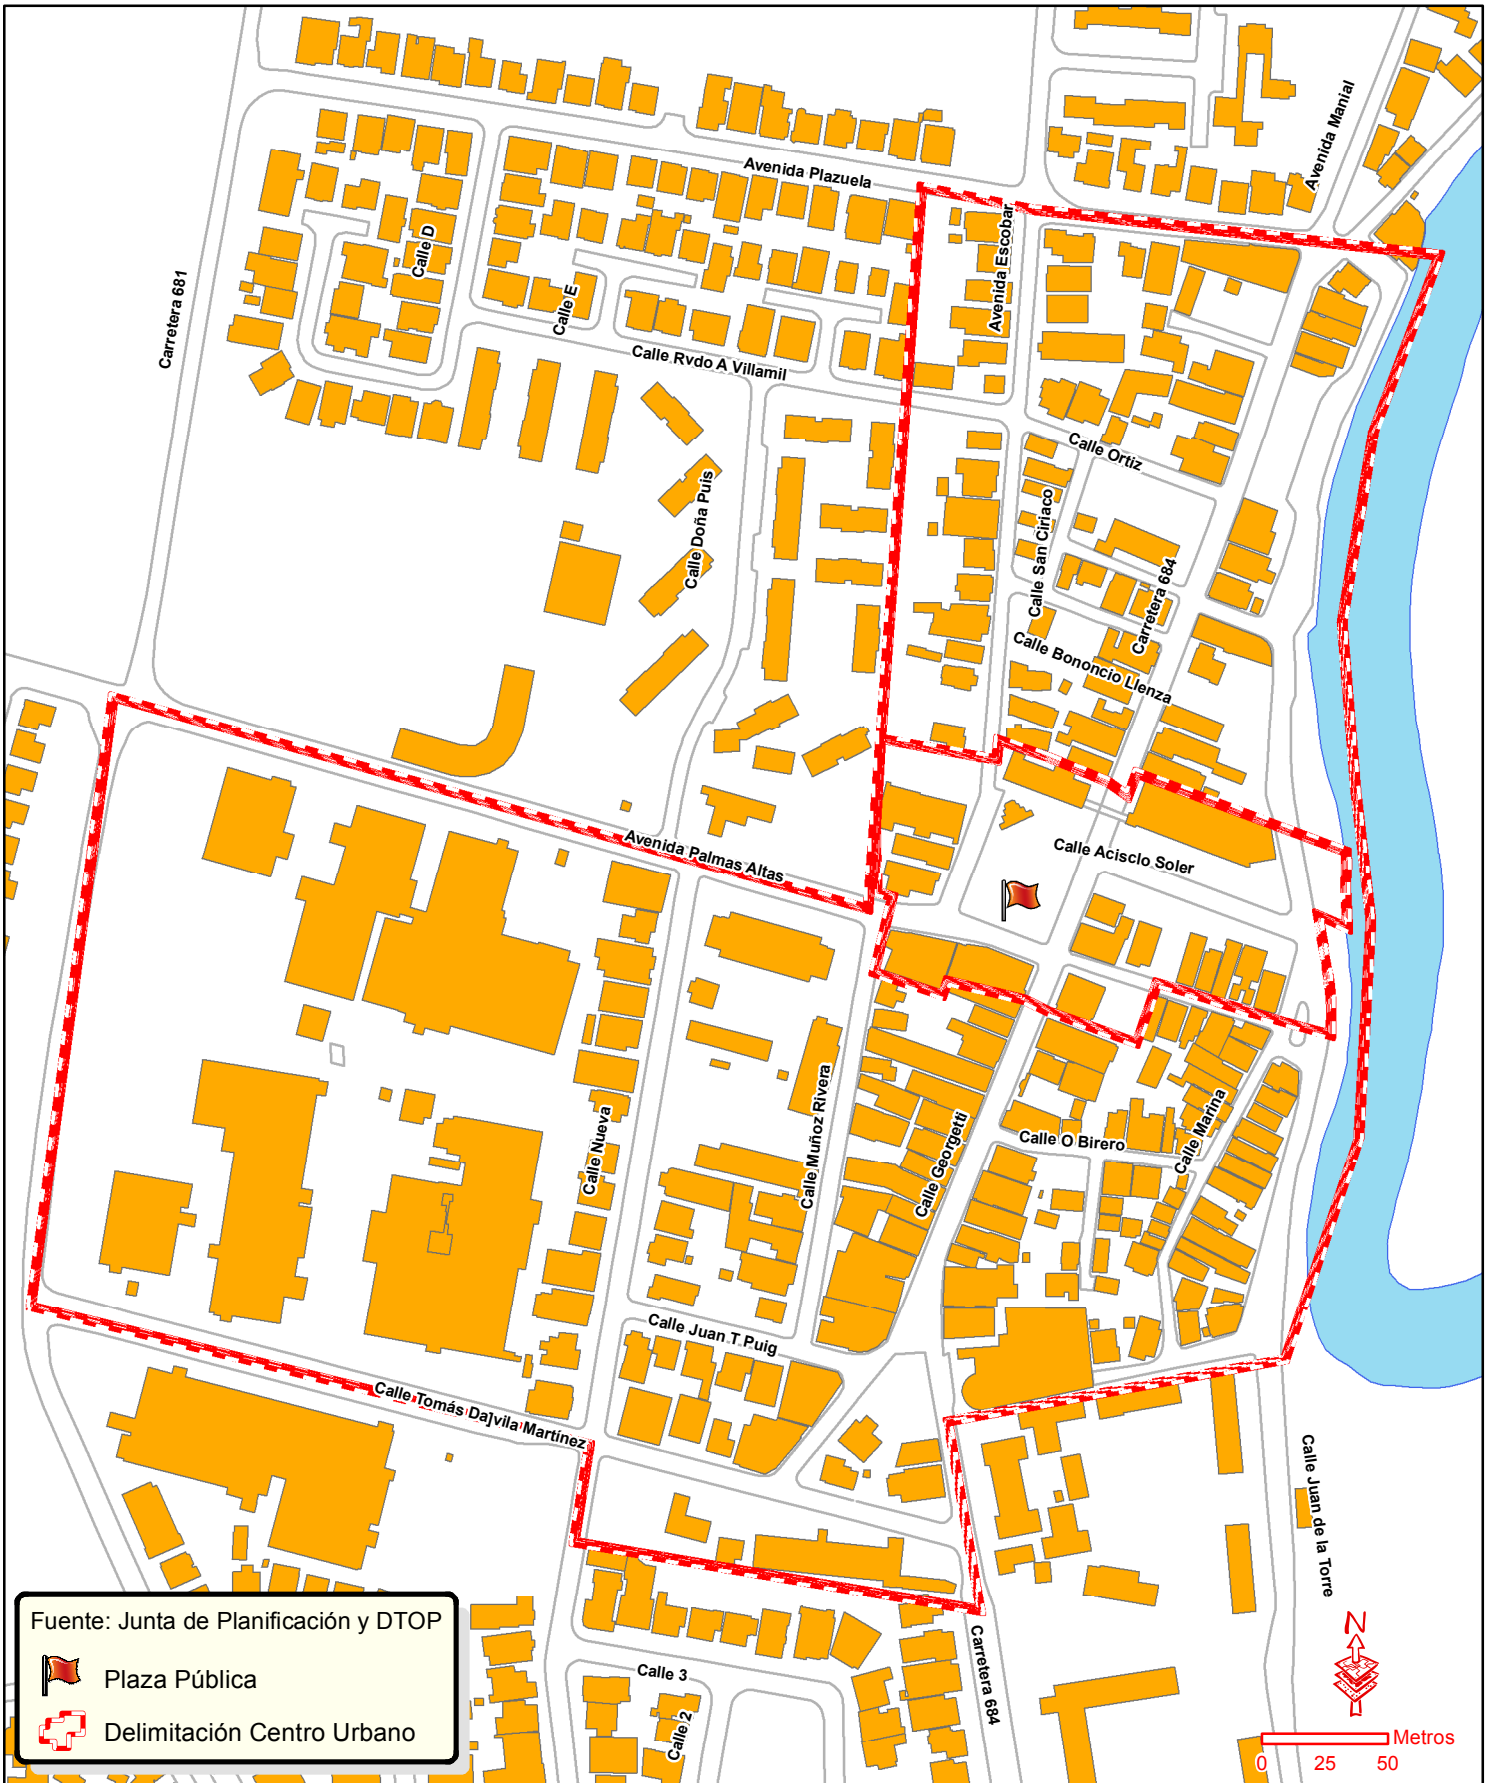 Avenida Manial
Avenida Plazuela
Avenida Escobar
Calle D
Carretera 681
Calle E
Calle Rvdo A Villamil
Calle Ortiz
Calle Doña Puis
Calle San Ciriaco
Carretera 684
Calle Bononcio Llenza
Avenida Palmas Altas
Calle Acisclo Soler
Calle Nueva
Calle Muñoz Rivera
Calle Georgetti
Calle O Birero
Calle Marina
Calle Juan T Puig
Calle Tomás Da]vila Martínez
Calle Juan de la Torre
Carretera 684
Calle 3
Calle 2
Fuente: Junta de Planificación y DTOP
Plaza Pública
Delimitación Centro Urbano
N
Metros
0 25 50